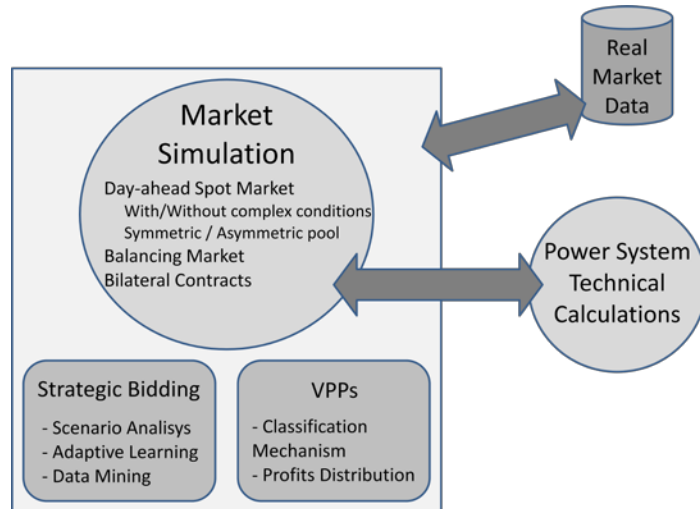 Real
Market
Data
Market
Simulation
Day-ahead Spot Market
With/Without complex conditions
Symmetric / Asymmetric pool
Balancing Market
Bilateral Contracts
Power System
Technical
Calculations
Strategic Bidding
- Scenario Analisys
- Adaptive Learning
- Data Mining
VPPs
- Classification
Mechanism
- Profits Distribution